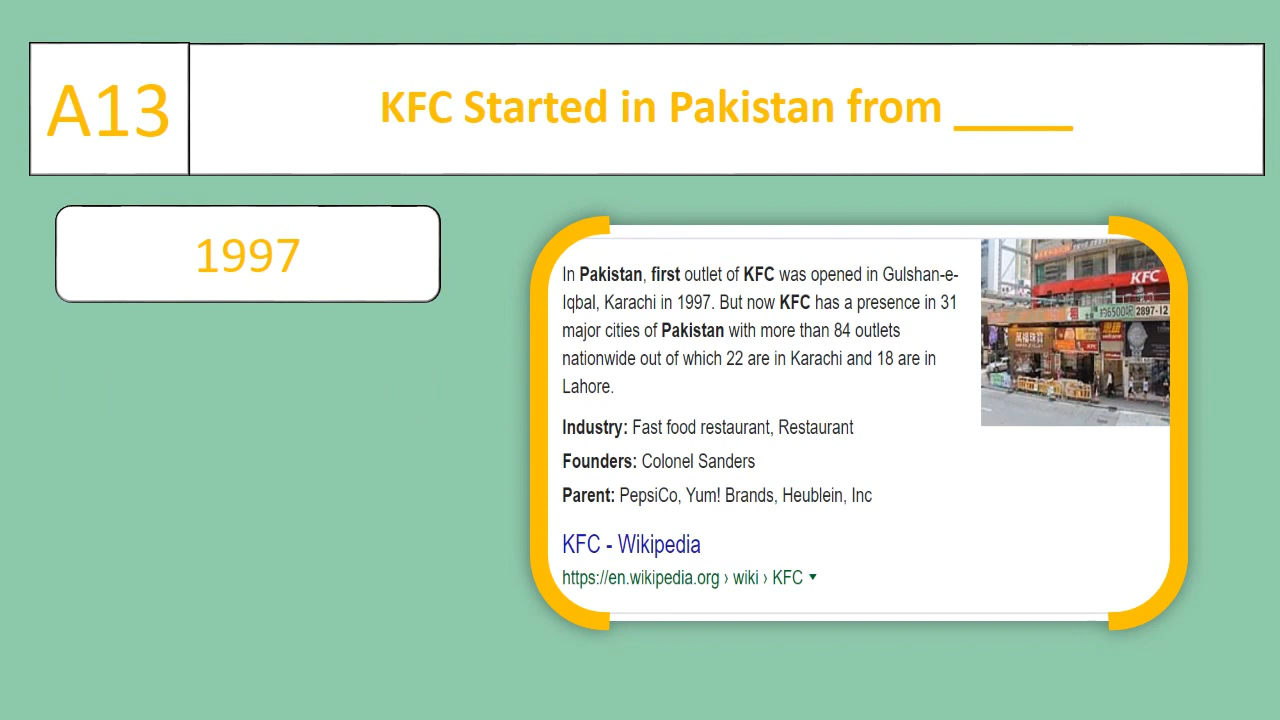 A13
KFC Started in Pakistan from _____
1997
In Pakistan, first outlet of KFC was opened in Gulshan-e-
Iqbal, Karachi in 1997. But now KFC has a presence in 31
major cities of Pakistan with more than 84 outlets
nationwide out of which 22 are in Karachi and 18 are in
Lahore.
Industry: Fast food restaurant, Restaurant
Founders: Colonel Sanders
Parent: PepsiCo, Yum! Brands, Heublein, Inc
KFC - Wikipedia
https://en.wikipedia.org › wiki › KFC ▾
KFC
2897-12